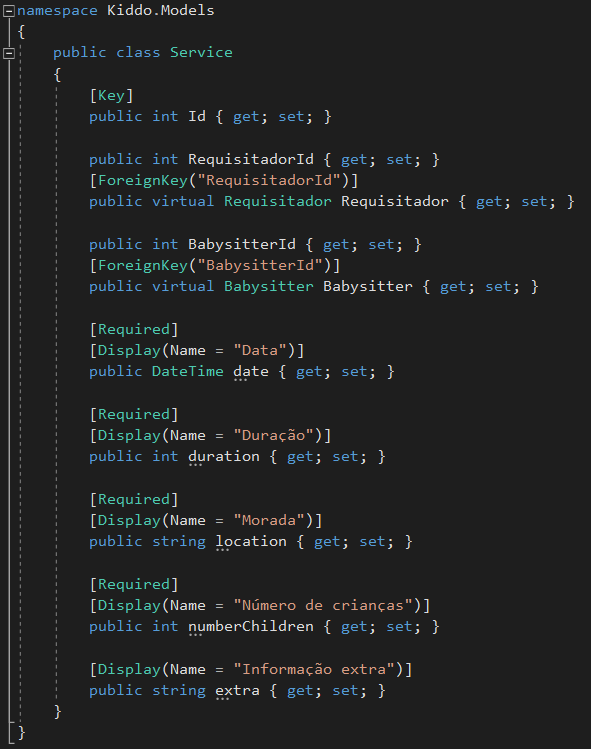 namespace Kiddo.Models
{
public class Service
{
[Key]
public int Id { get; set; }
public int RequisitadorId { get; set; }
[ForeignKey("RequisitadorId")]
public virtual Requisitador Requisitador { get; set; }
public int BabysitterId { get; set; }
[ForeignKey("BabysitterId")]
public virtual Babysitter Babysitter { get; set; }
[Required]
[Display(Name = "Data")]
public DateTime date { get; set; }
[Required]
[Display(Name = "Duração")]
public int duration { get; set; }
[Required]
[Display(Name = "Morada")]
public string location { get; set; }
[Required]
[Display(Name = "Número de crianças")]
public int numberChildren { get; set; }
[Display(Name = "Informação extra")]
public string extra { get; set; }
}
}